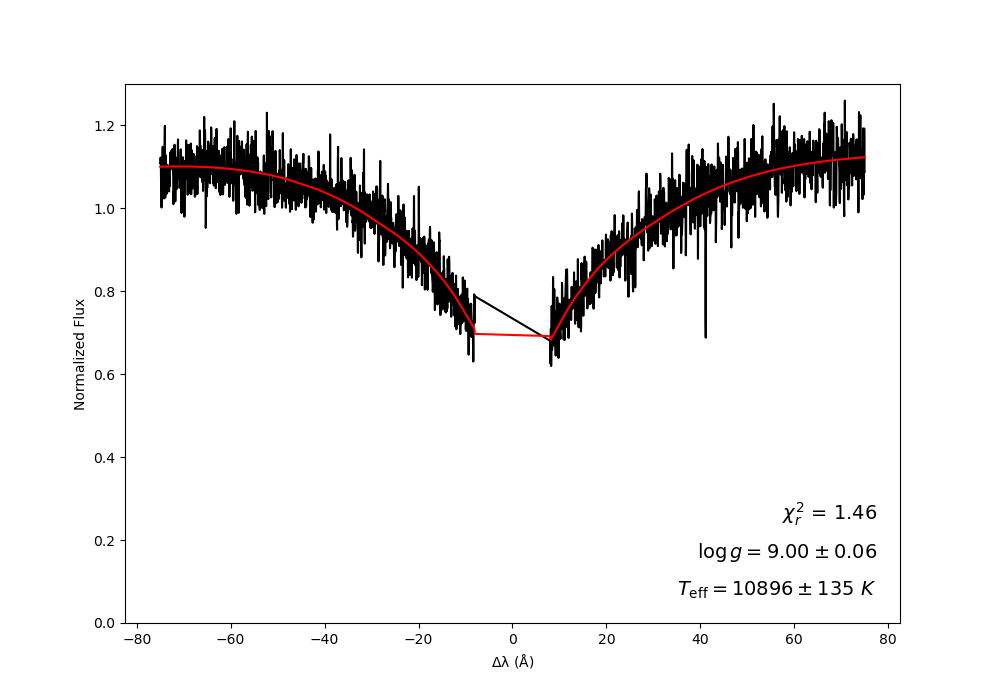 1.2
1.0
0.8
0.6
0.4
0.2
0.0
Normalized Flux
χ²ᵣ = 1.46
log g = 9.00 ± 0.06
T_eff = 10896 ± 135 K
−80 −60 −40 −20 0 20 40 60 80
Δλ (Å)